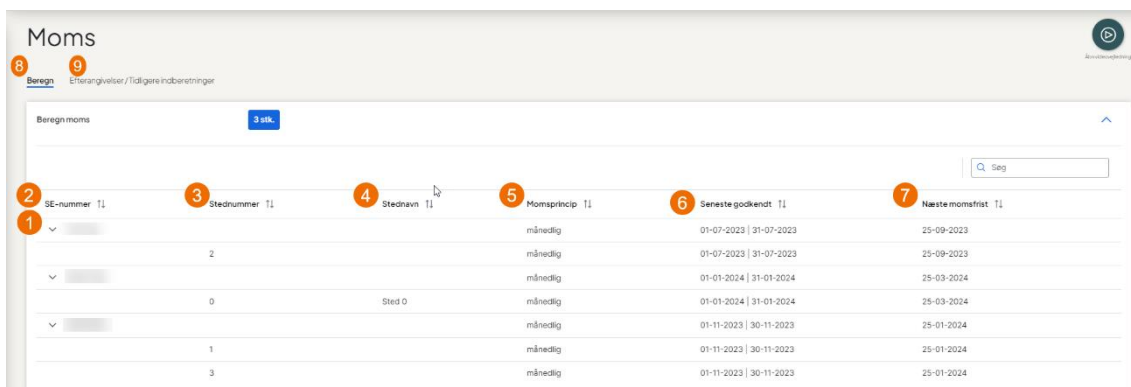 Moms
8 9
Beregn Efterangivelser / Tidligere indberetninger
Beregn moms 3 stk.
Søg
2 SE-nummer 3 Stednummer 4 Stednavn 5 Momsprincip 6 Seneste godkendt 7 Næste momsfrist
1 månedlig 01-07-2023 | 31-07-2023 25-09-2023
2 månedlig 01-07-2023 | 31-07-2023 25-09-2023
månedlig 01-01-2024 | 31-01-2024 25-03-2024
0 Sted 0 månedlig 01-01-2024 | 31-01-2024 25-03-2024
månedlig 01-11-2023 | 30-11-2023 25-01-2024
1 månedlig 01-11-2023 | 30-11-2023 25-01-2024
3 månedlig 01-11-2023 | 30-11-2023 25-01-2024